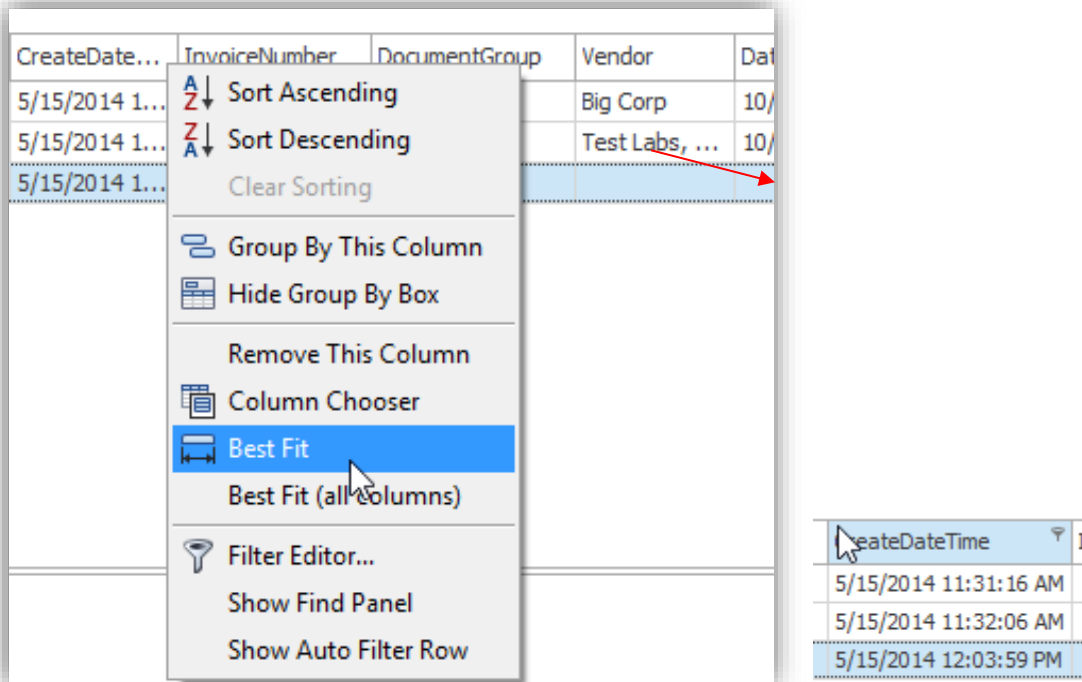 CreateDate... InvoiceNumber DocumentGroup Vendor Dat
5/15/2014 1... Big Corp 10/
5/15/2014 1... Test Labs, ... 10/
5/15/2014 1...
Sort Ascending
Sort Descending
Clear Sorting
Group By This Column
Hide Group By Box
Remove This Column
Column Chooser
Best Fit
Best Fit (all columns)
Filter Editor...
Show Find Panel
Show Auto Filter Row
CreateDateTime
5/15/2014 11:31:16 AM
5/15/2014 11:32:06 AM
5/15/2014 12:03:59 PM